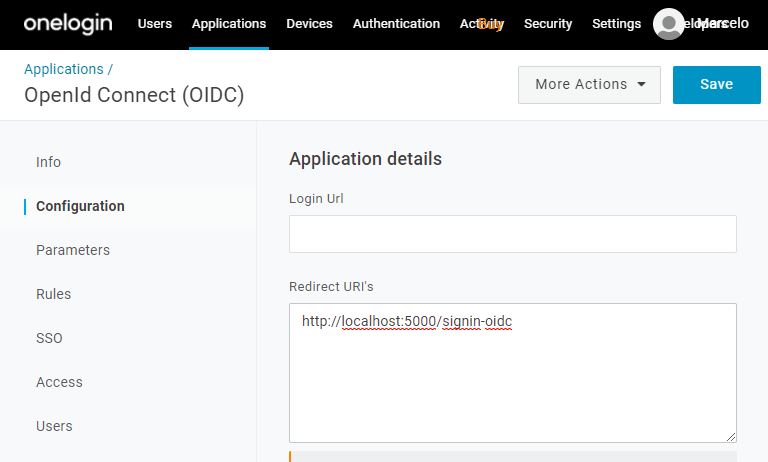 onelogin Users Applications Devices Authentication Activity Buy Security Settings Developers Marcelo
Applications /
OpenId Connect (OIDC)
More Actions
Save
Info
Configuration
Parameters
Rules
SSO
Access
Users
Application details
Login Url
Redirect URI's
http://localhost:5000/signin-oidc